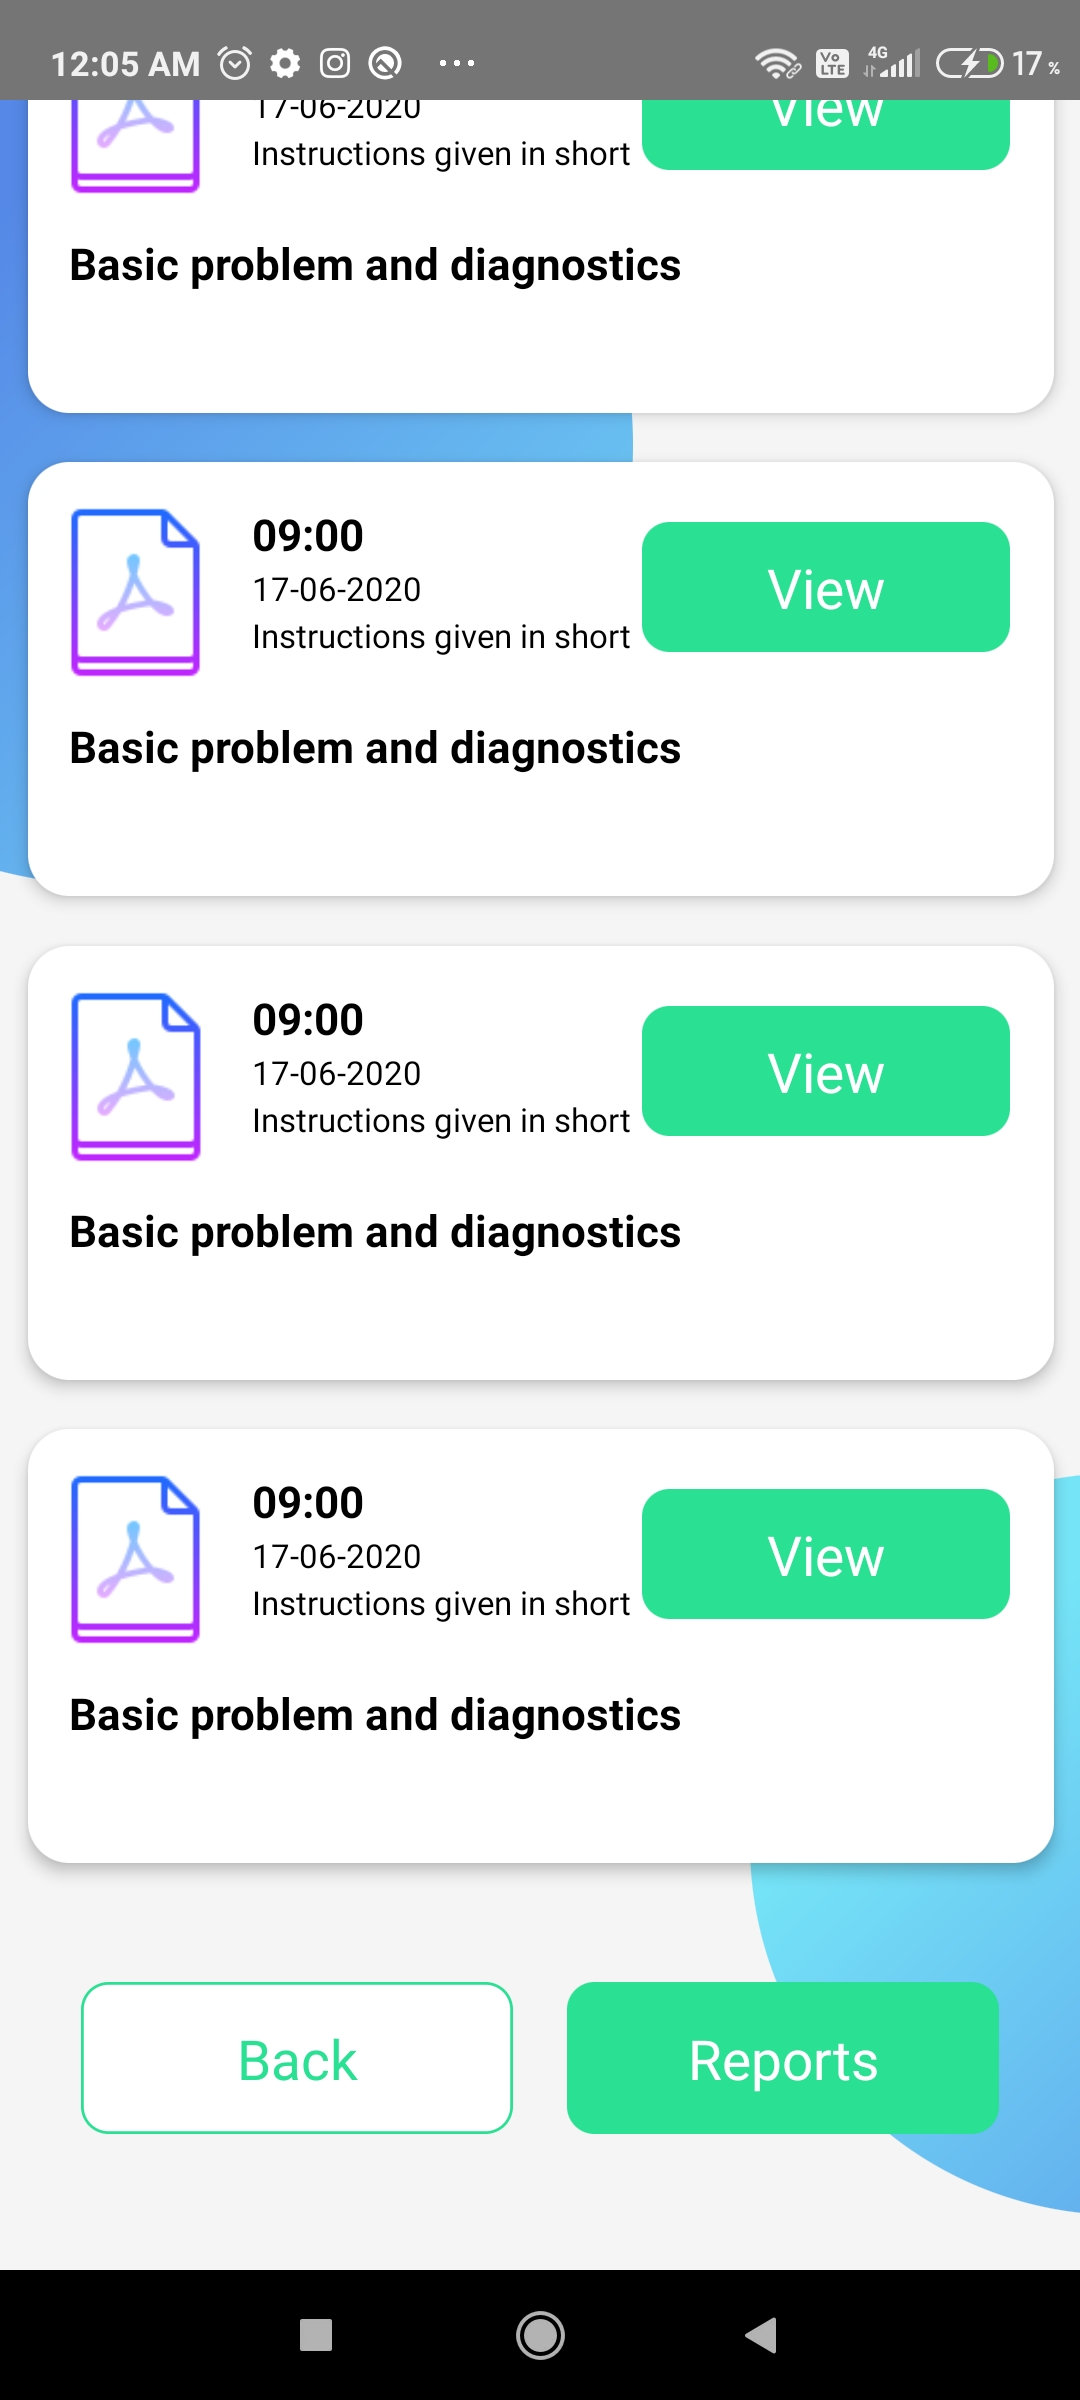 12:05 AM
Vo LTE
4G
17 %
17-06-2020
View
Instructions given in short
Basic problem and diagnostics
09:00
17-06-2020
Instructions given in short
View
Basic problem and diagnostics
09:00
17-06-2020
Instructions given in short
View
Basic problem and diagnostics
09:00
17-06-2020
Instructions given in short
View
Basic problem and diagnostics
Back
Reports